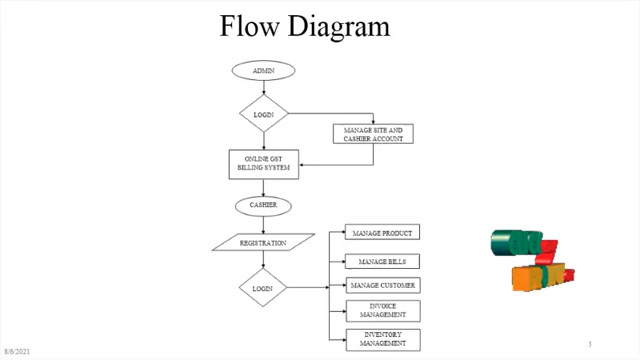 Flow Diagram
ADMIN
LOGIN
MANAGE SITE AND
CASHIER ACCOUNT
ONLINE GST
BILLING SYSTEM
CASHIER
REGISTRATION
LOGIN
MANAGE PRODUCT
MANAGE BILLS
MANAGE CUSTOMER
INVOICE
MANAGEMENT
INVENTORY
MANAGEMENT
8/8/2021